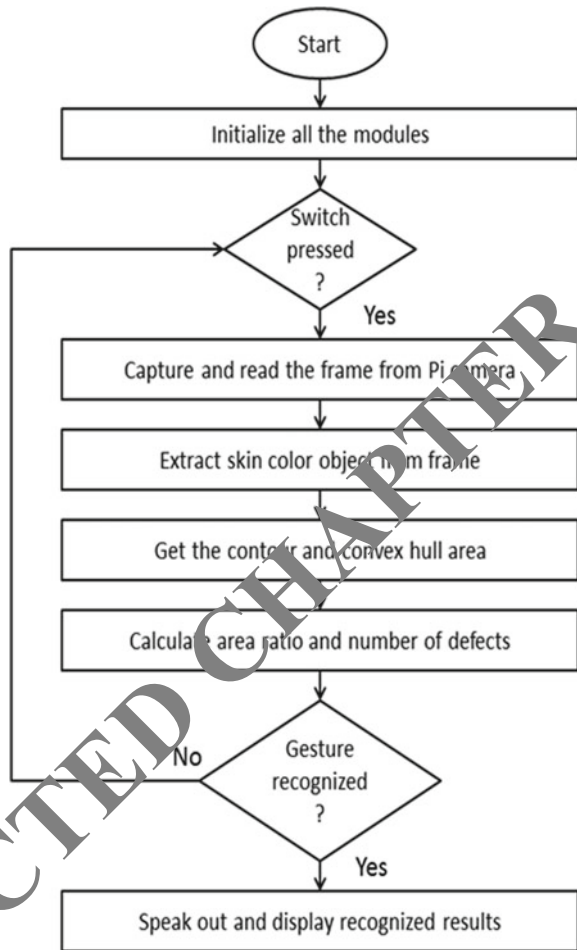 Start
Initialize all the modules
Switch
pressed
?
Yes
Capture and read the frame from Pi camera
Extract skin color object from frame
Get the contour and convex hull area
Calculate area ratio and number of defects
No
Gesture
recognized
?
Yes
Speak out and display recognized results
CTED CHAPTER